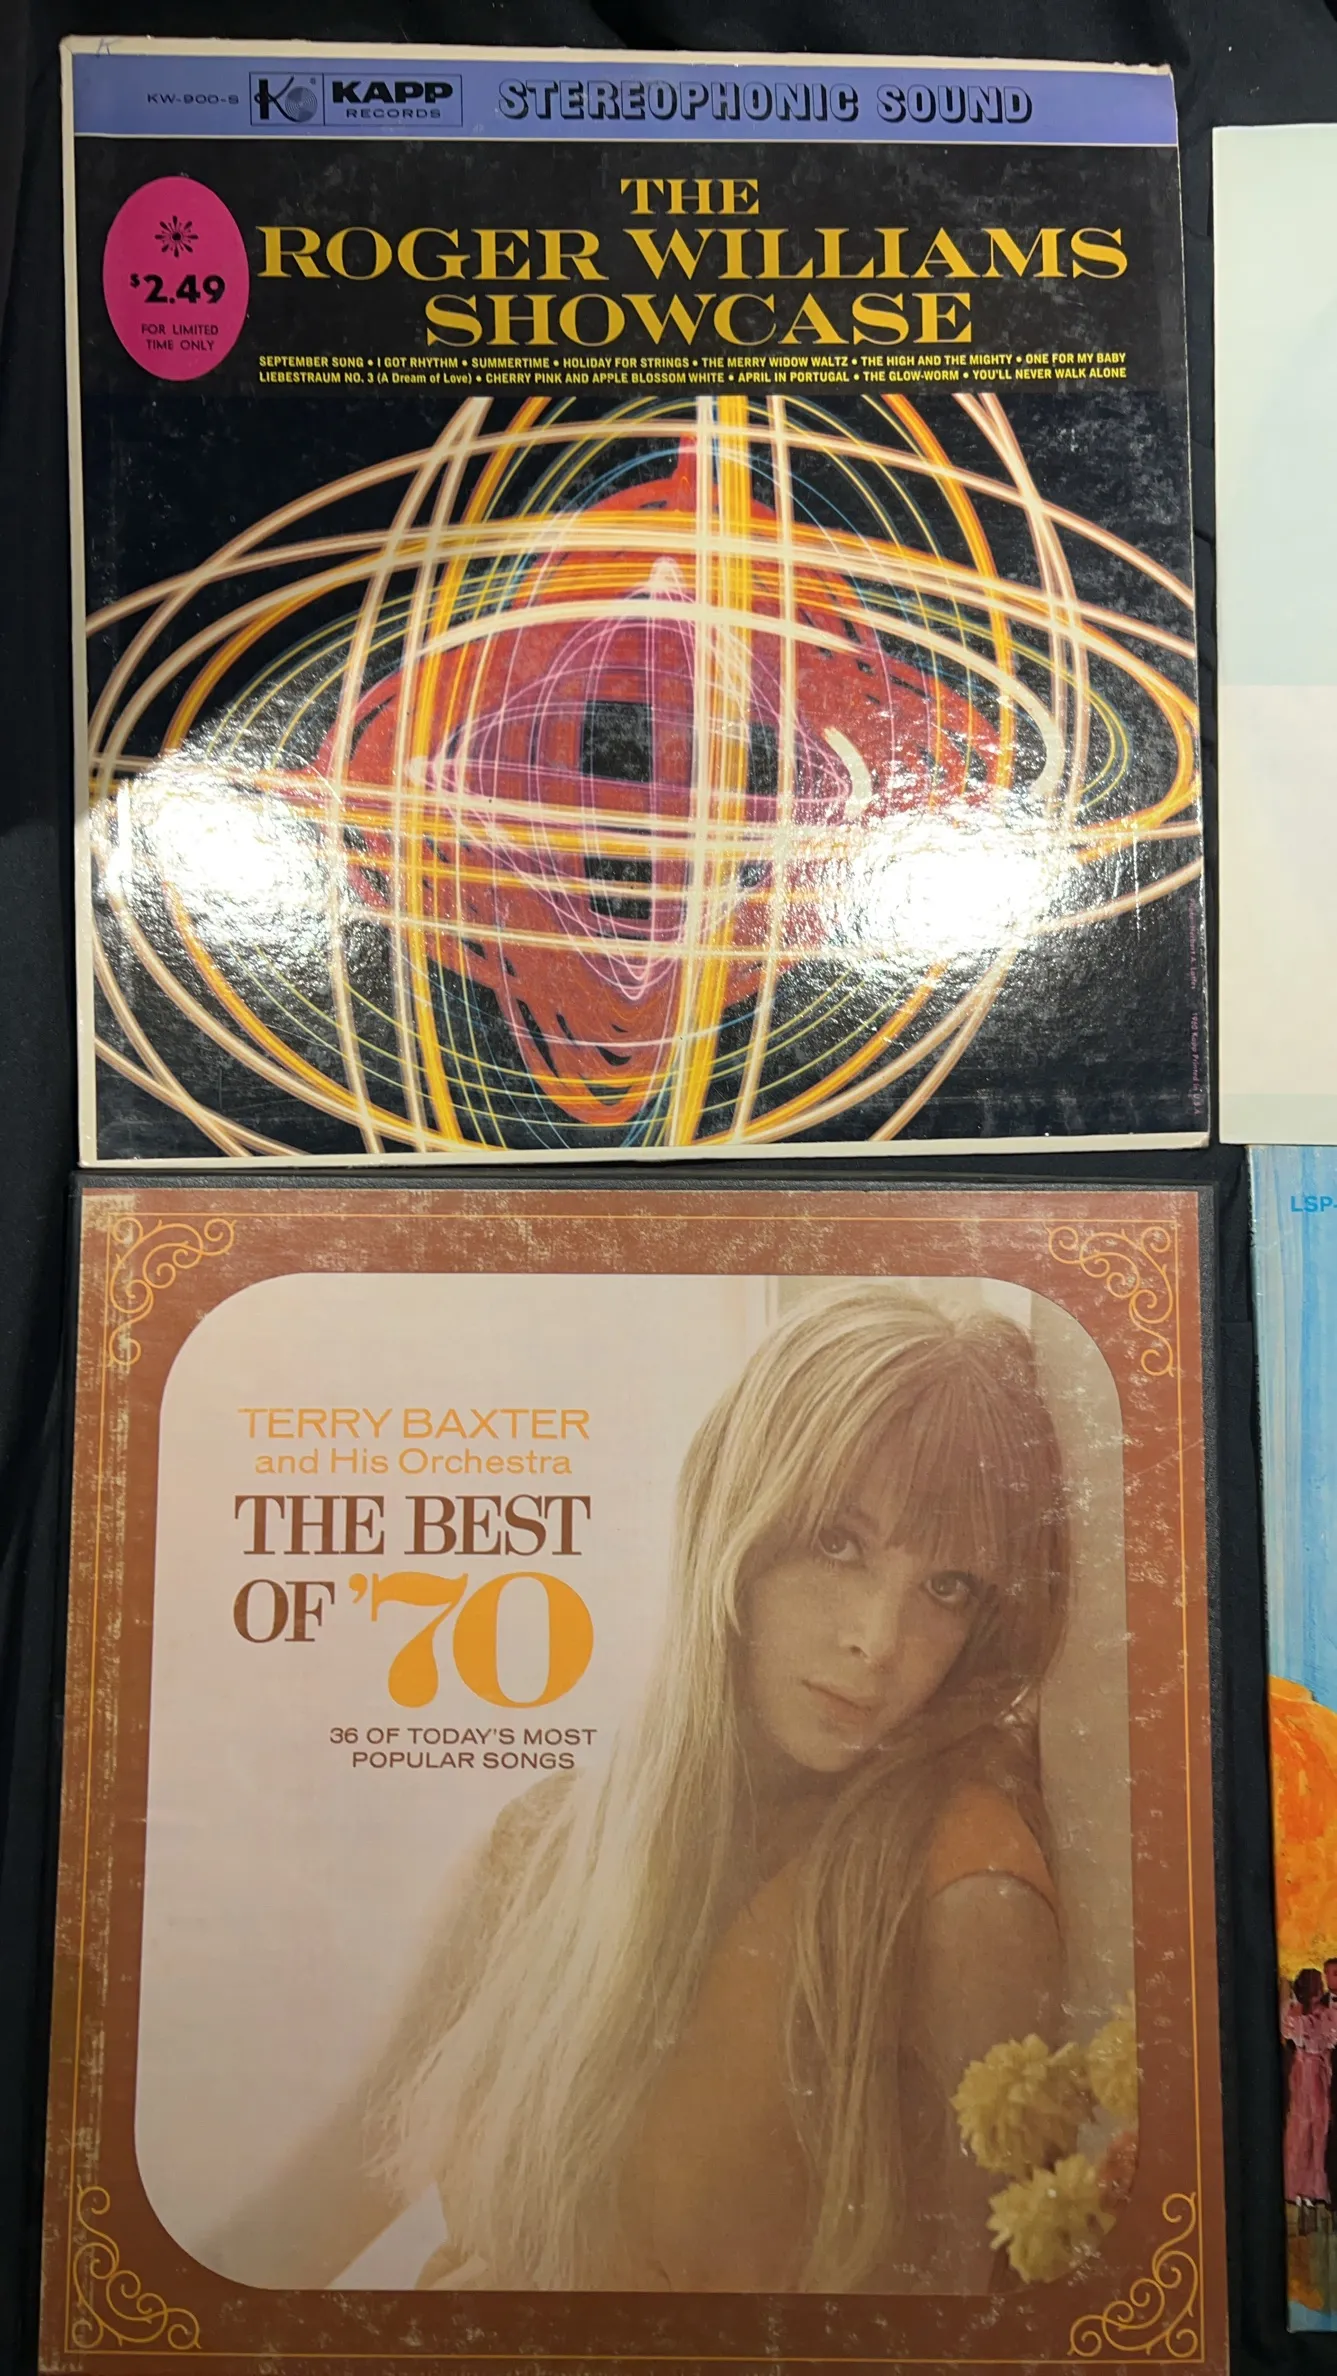 KW-900-S K KAPP RECORDS STEREOPHONIC SOUND
$2.49
FOR LIMITED
TIME ONLY
THE
ROGER WILLIAMS
SHOWCASE
SEPTEMBER SONG • I GOT RHYTHM • SUMMERTIME • HOLIDAY FOR STRINGS • THE MERRY WIDOW WALTZ • THE HIGH AND THE MIGHTY • ONE FOR MY BABY
LIEBESTRAUM NO. 3 (A Dream of Love) • CHERRY PINK AND APPLE BLOSSOM WHITE • APRIL IN PORTUGAL • THE GLOW-WORM • YOU'LL NEVER WALK ALONE
1960 Kapp Printed in U.S.A.
TERRY BAXTER
and His Orchestra
THE BEST
OF '70
36 OF TODAY'S MOST
POPULAR SONGS
LSP-